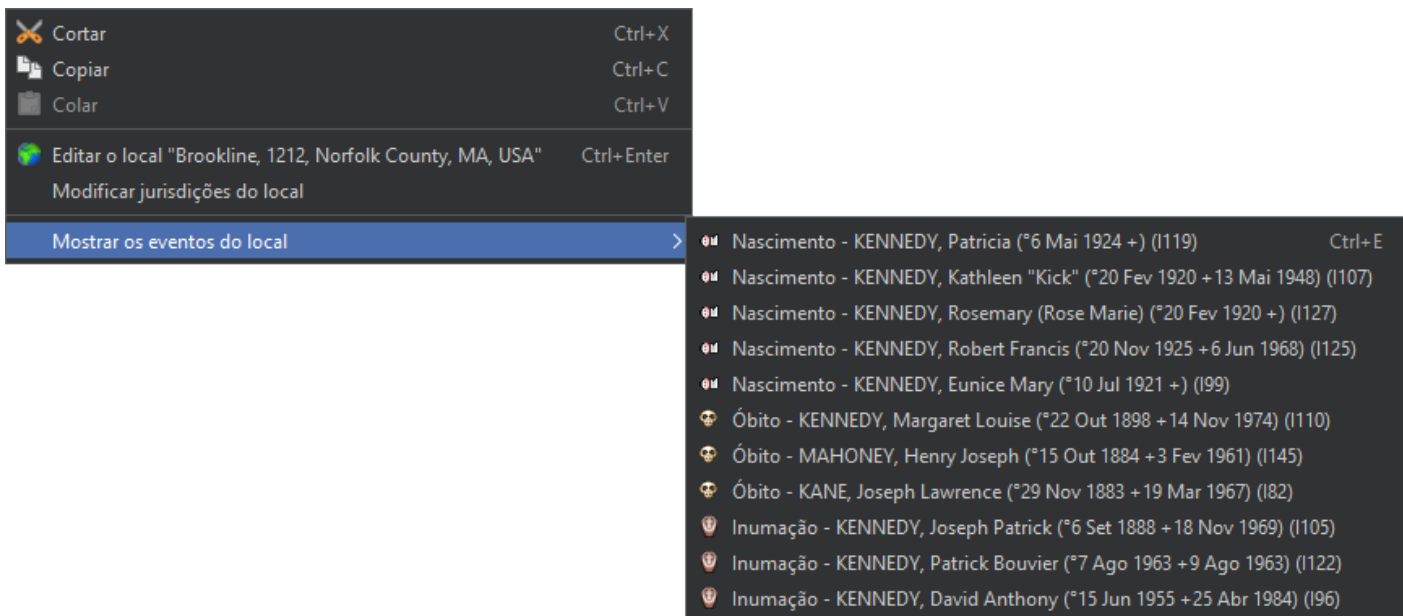 Cortar Ctrl+X
Copiar Ctrl+C
Colar Ctrl+V
Editar o local "Brookline, 1212, Norfolk County, MA, USA" Ctrl+Enter
Modificar jurisdições do local
Mostrar os eventos do local
Nascimento - KENNEDY, Patricia (°6 Mai 1924 +) (I119) Ctrl+E
Nascimento - KENNEDY, Kathleen "Kick" (°20 Fev 1920 +13 Mai 1948) (I107)
Nascimento - KENNEDY, Rosemary (Rose Marie) (°20 Fev 1920 +) (I127)
Nascimento - KENNEDY, Robert Francis (°20 Nov 1925 +6 Jun 1968) (I125)
Nascimento - KENNEDY, Eunice Mary (°10 Jul 1921 +) (I99)
Óbito - KENNEDY, Margaret Louise (°22 Out 1898 +14 Nov 1974) (I110)
Óbito - MAHONEY, Henry Joseph (°15 Out 1884 +3 Fev 1961) (I145)
Óbito - KANE, Joseph Lawrence (°29 Nov 1883 +19 Mar 1967) (I82)
Inumação - KENNEDY, Joseph Patrick (°6 Set 1888 +18 Nov 1969) (I105)
Inumação - KENNEDY, Patrick Bouvier (°7 Ago 1963 +9 Ago 1963) (I122)
Inumação - KENNEDY, David Anthony (°15 Jun 1955 +25 Abr 1984) (I96)